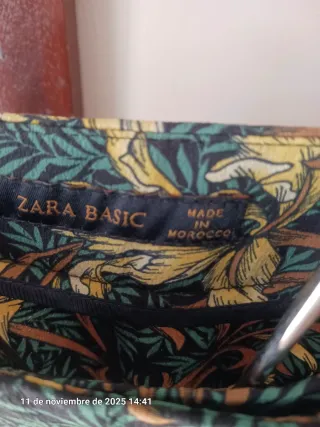 ZARA BASIC
MADE
IN
MOROCCO
11 de noviembre de 2025 14:41